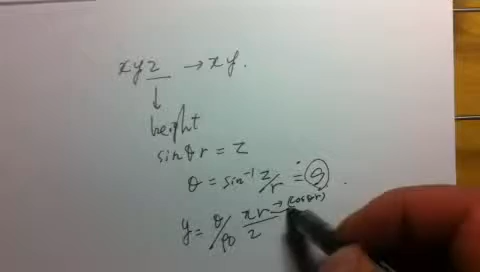 xyz → xy.
↓
height
sinθ r = z
θ = sin⁻¹ z/r
y = θ/90 πr/2 → (cosθr)